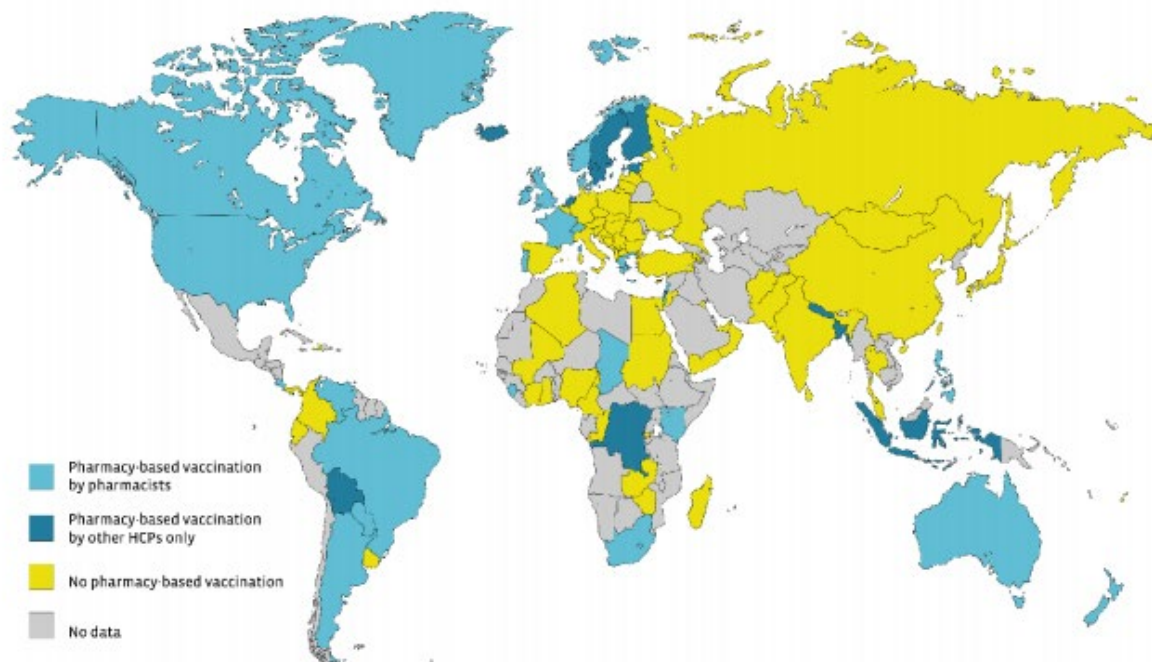 Pharmacy-based vaccination
by pharmacists
Pharmacy-based vaccination
by other HCPs only
No pharmacy-based vaccination
No data